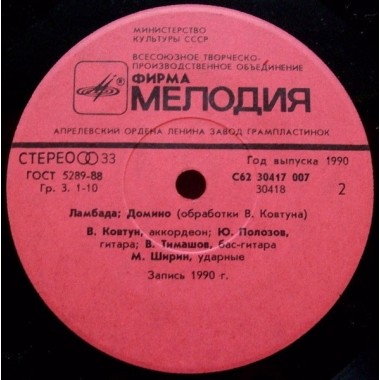 МИНИСТЕРСТВО
КУЛЬТУРЫ СССР
ВСЕСОЮЗНОЕ ТВОРЧЕСКО-
ПРОИЗВОДСТВЕННОЕ ОБЪЕДИНЕНИЕ
ФИРМА
МЕЛОДИЯ
АПРЕЛЕВСКИЙ ОРДЕНА ЛЕНИНА ЗАВОД ГРАМПЛАСТИНОК
СТЕРЕО 33
Год выпуска 1990
ГОСТ 5289-88
С62 30417 007
Гр. 3. 1-10
30418
2
Ламбада; Домино (обработки В. Ковтуна)
В. Ковтун, аккордеон; Ю. Полозов,
гитара; В. Тимашов, бас-гитара
М. Ширин, ударные
Запись 1990 г.